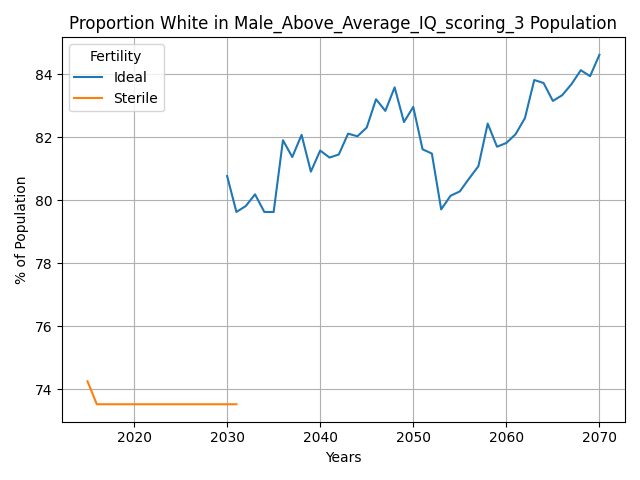 Proportion White in Male_Above_Average_IQ_scoring_3 Population
Fertility
Ideal
Sterile
% of Population
84
82
80
78
76
74
2020
2030
2040
2050
2060
2070
Years